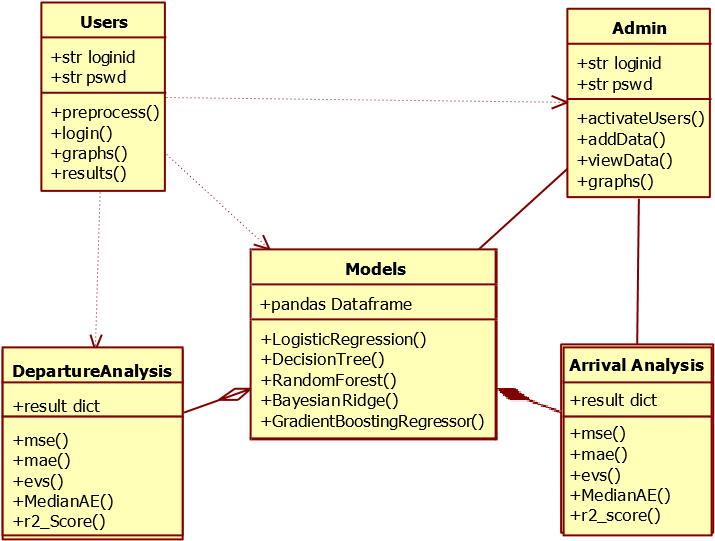 Users
+str loginid
+str pswd
+preprocess()
+login()
+graphs()
+results()
Admin
+str loginid
+str pswd
+activateUsers()
+addData()
+viewData()
+graphs()
Models
+pandas Dataframe
+LogisticRegression()
+DecisionTree()
+RandomForest()
+BayesianRidge()
+GradientBoostingRegressor()
DepartureAnalysis
+result dict
+mse()
+mae()
+evs()
+MedianAE()
+r2_Score()
Arrival Analysis
+result dict
+mse()
+mae()
+evs()
+MedianAE()
+r2_score()